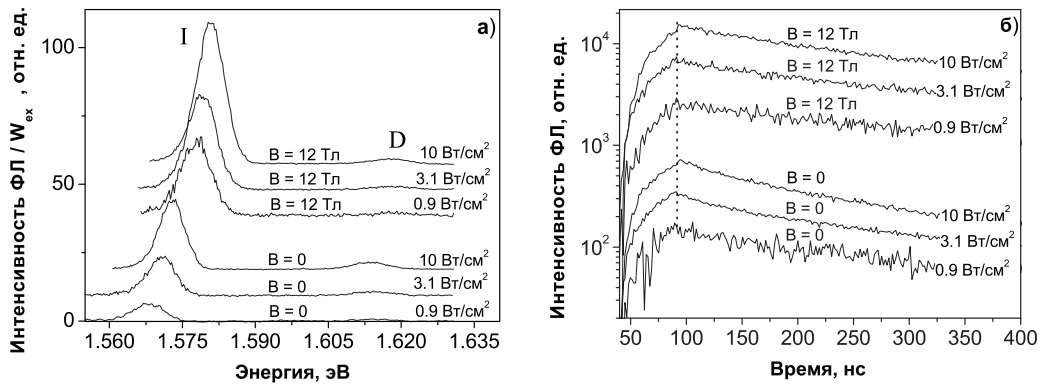 Интенсивность ФЛ / W_ex , отн. ед.
100
50
0
а)
I
D
B = 12 Тл 10 Вт/см²
B = 12 Тл 3.1 Вт/см²
B = 12 Тл 0.9 Вт/см²
B = 0 10 Вт/см²
B = 0 3.1 Вт/см²
B = 0 0.9 Вт/см²
1.560 1.575 1.590 1.605 1.620 1.635
Энергия, эВ
Интенсивность ФЛ, отн. ед.
10⁴
10³
10²
б)
B = 12 Тл 10 Вт/см²
B = 12 Тл 3.1 Вт/см²
B = 12 Тл 0.9 Вт/см²
B = 0 10 Вт/см²
B = 0 3.1 Вт/см²
B = 0 0.9 Вт/см²
50 100 150 200 250 300 350 400
Время, нс